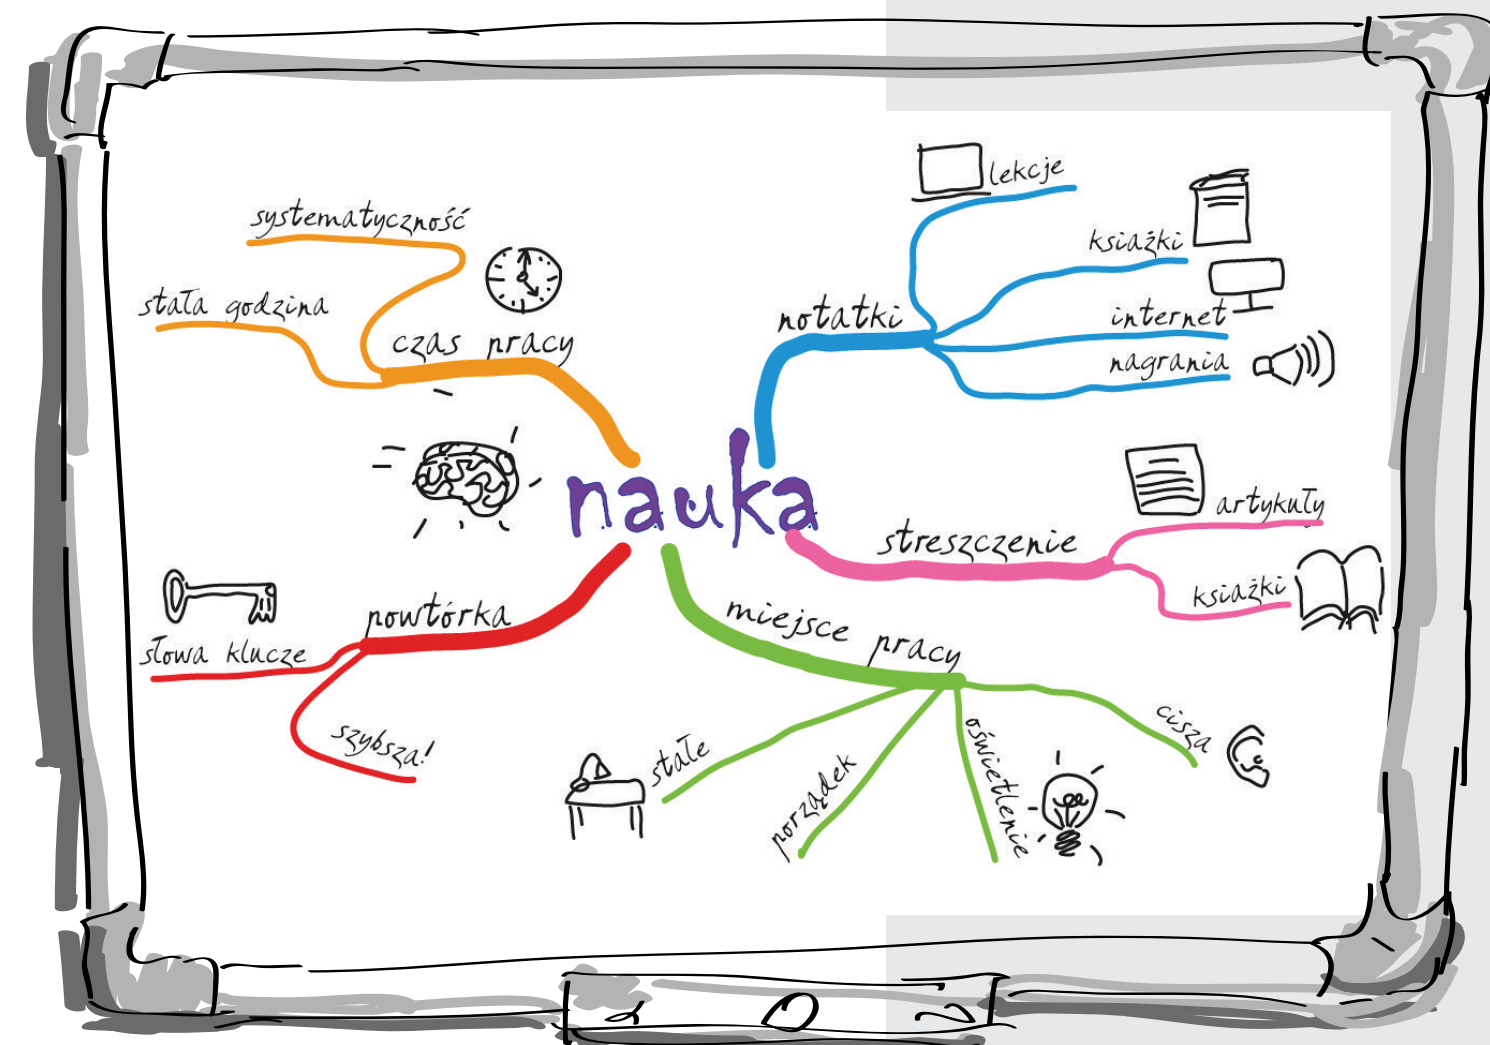 lekcje
systematyczność
książki
stała godzina
internet
notatki
czas pracy
nagrania
nauka
artykuły
streszczenie
książki
powtórka
miejsce pracy
słowa klucze
szybsza!
cisza
stałe
porządek
oświetlenie